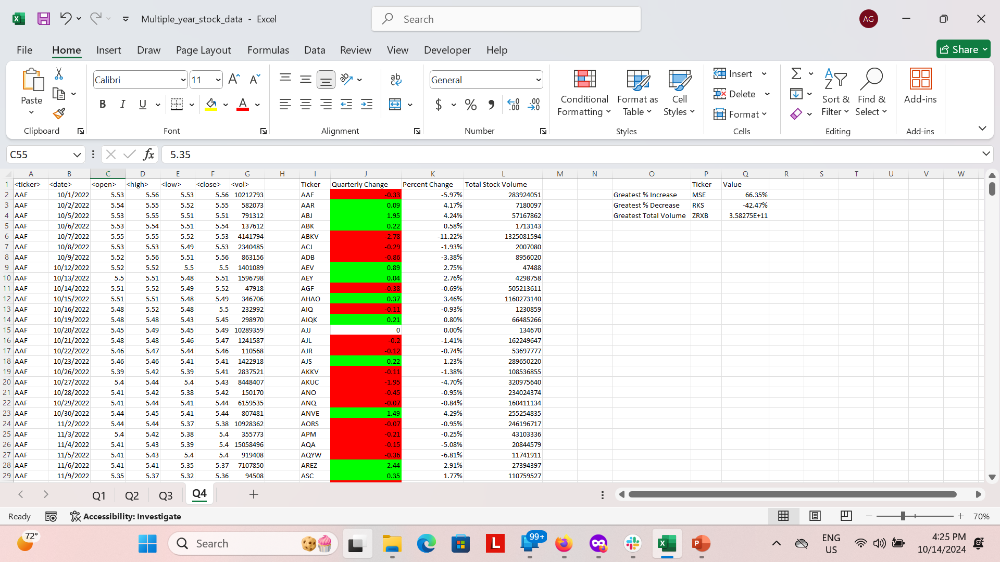 Multiple_year_stock_data - Excel
Search
AG
File Home Insert Draw Page Layout Formulas Data Review View Developer Help
Share
Paste
Clipboard
Calibri 11
B I U
Font
ab
Alignment
General
$ % 9 .00 .00
Number
Conditional Formatting
Format as Table
Cell Styles
Styles
Insert
Delete
Format
Cells
Sort & Filter
Find & Select
Editing
Add-ins
Add-ins
C55 fx 5.35
A B C D E F G H I J K L M N O P Q R S T U V W
1 <ticker> <date> <open> <high> <low> <close> <vol> Ticker Quarterly Change Percent Change Total Stock Volume Ticker Value
2 AAF 10/1/2022 5.53 5.56 5.53 5.56 10212793 AAF -0.33 -5.97% 283924051 Greatest % Increase MSE 66.35%
3 AAF 10/2/2022 5.54 5.55 5.52 5.55 582073 AAR 0.09 4.17% 7180097 Greatest % Decrease RKS -42.47%
4 AAF 10/5/2022 5.53 5.55 5.51 5.51 791312 ABJ 1.95 4.24% 57167862 Greatest Total Volume ZRXB 3.58275E+11
5 AAF 10/6/2022 5.53 5.54 5.51 5.54 137612 ABK 0.22 0.58% 1713143
6 AAF 10/7/2022 5.55 5.55 5.52 5.53 4141794 ABKV -2.78 -11.22% 1325081594
7 AAF 10/8/2022 5.53 5.53 5.49 5.53 2340485 ACJ -0.29 -1.93% 2007080
8 AAF 10/9/2022 5.52 5.56 5.51 5.56 863156 ADB -0.86 -3.38% 8956020
9 AAF 10/12/2022 5.52 5.52 5.5 5.5 1401089 AEV 0.89 2.75% 47488
10 AAF 10/13/2022 5.5 5.51 5.48 5.51 1596798 AEY 0.04 2.76% 4298758
11 AAF 10/14/2022 5.51 5.52 5.49 5.52 47918 AGF -0.38 -0.69% 505213611
12 AAF 10/15/2022 5.51 5.51 5.48 5.49 346706 AHAO 0.37 3.46% 1160273140
13 AAF 10/16/2022 5.48 5.52 5.48 5.5 232992 AIQ -0.11 -0.93% 1230859
14 AAF 10/19/2022 5.48 5.48 5.43 5.45 298970 AIQK 0.21 0.80% 66485266
15 AAF 10/20/2022 5.45 5.49 5.45 5.49 10289359 AJJ 0 0.00% 134670
16 AAF 10/21/2022 5.48 5.48 5.46 5.47 1241587 AJL -0.2 -1.41% 162249647
17 AAF 10/22/2022 5.46 5.47 5.44 5.46 110568 AJR -0.12 -0.74% 53697777
18 AAF 10/23/2022 5.46 5.46 5.41 5.41 1422918 AJS 0.22 1.23% 289650220
19 AAF 10/26/2022 5.39 5.42 5.39 5.41 2837521 AKKV -0.11 -1.38% 108536855
20 AAF 10/27/2022 5.4 5.44 5.4 5.43 8448407 AKUC -1.95 -4.70% 320975640
21 AAF 10/28/2022 5.41 5.42 5.38 5.42 150170 ANO -0.45 -0.95% 234024374
22 AAF 10/29/2022 5.41 5.44 5.41 5.44 6159535 ANQ -0.07 -0.84% 160411134
23 AAF 10/30/2022 5.44 5.45 5.41 5.44 807481 ANVE 1.49 4.29% 255254835
24 AAF 11/2/2022 5.44 5.44 5.37 5.38 10928362 AORS -0.07 -0.95% 246196717
25 AAF 11/3/2022 5.4 5.42 5.38 5.4 355773 APM -0.21 -0.25% 43103336
26 AAF 11/4/2022 5.41 5.43 5.39 5.4 15058496 AQA -0.15 -5.08% 20844579
27 AAF 11/5/2022 5.41 5.43 5.4 5.4 919408 AQYW -0.36 -6.81% 11741911
28 AAF 11/6/2022 5.41 5.41 5.35 5.37 7107850 AREZ 2.44 2.91% 27394397
29 AAF 11/9/2022 5.35 5.37 5.32 5.36 94508 ASC 0.35 1.77% 110759527
Q1 Q2 Q3 Q4
Ready Accessibility: Investigate 70%
72°
Search
L
99+
P
ENG
US
4:25 PM
10/14/2024